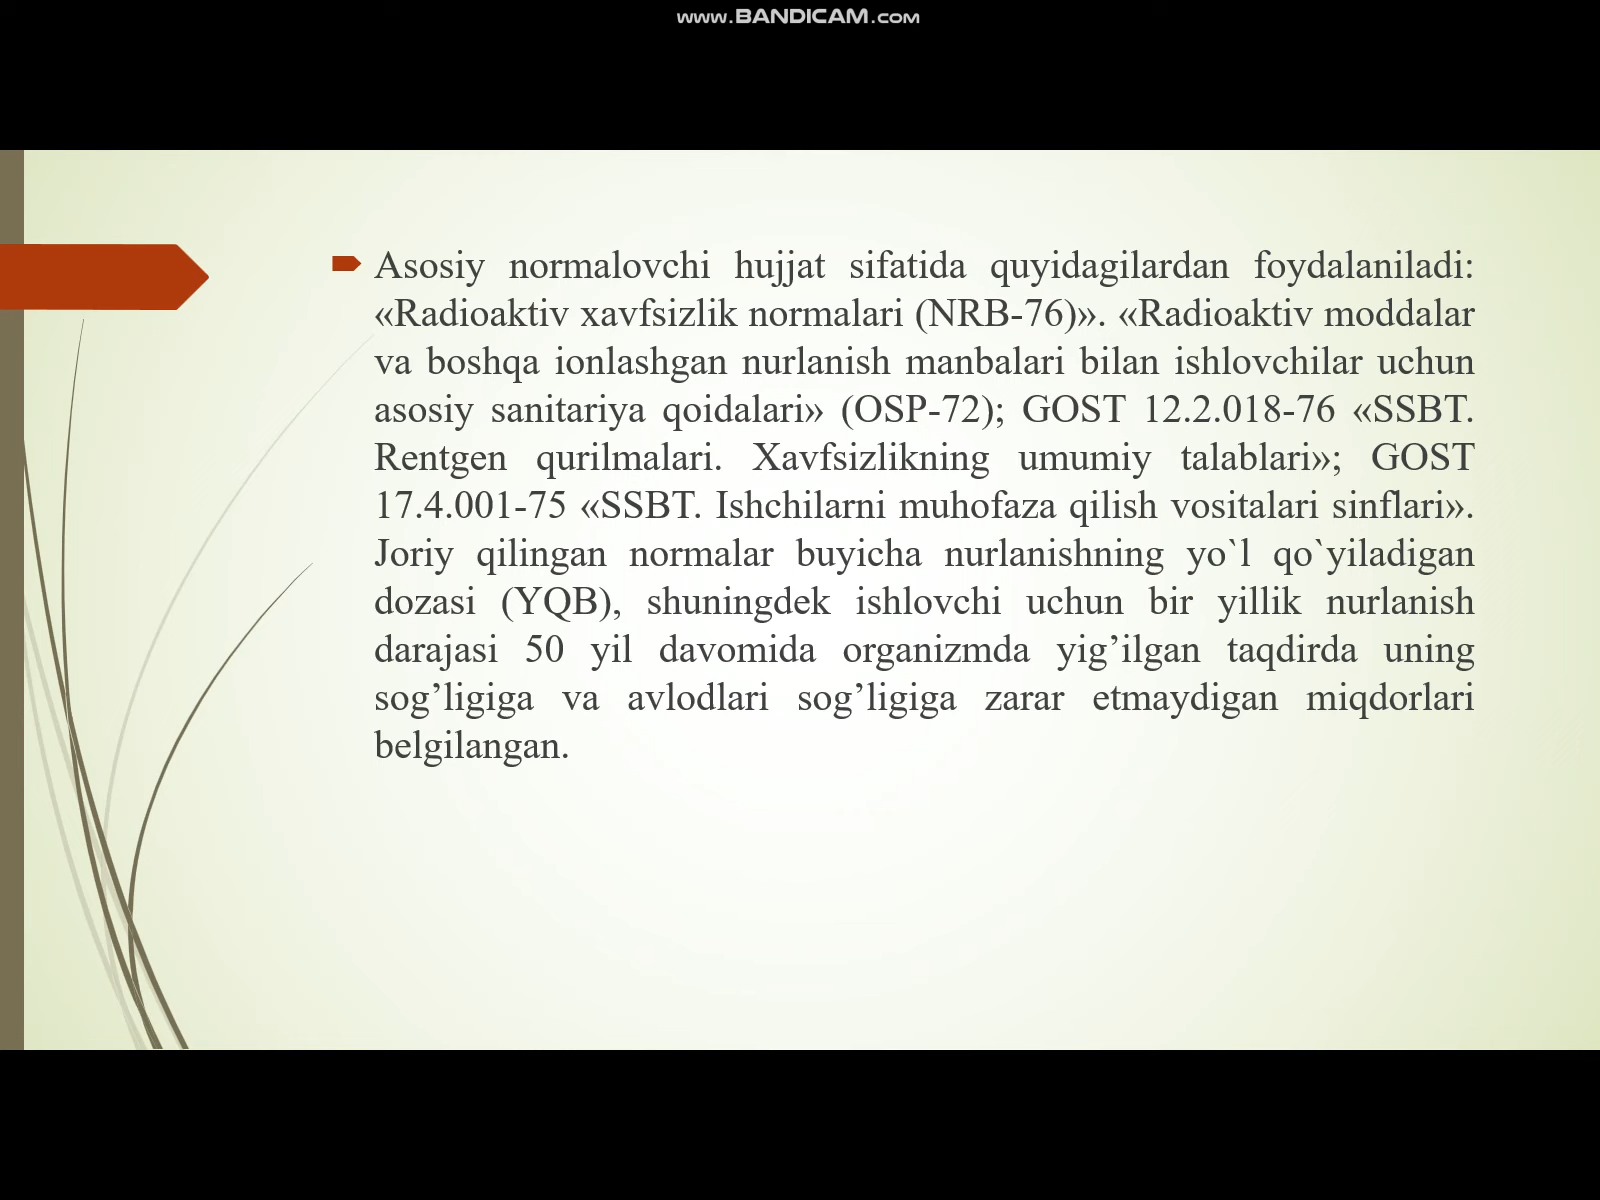 www.BANDICAM.com
Asosiy normalovchi hujjat sifatida quyidagilardan foydalaniladi:
«Radioaktiv xavfsizlik normalari (NRB-76)». «Radioaktiv moddalar
va boshqa ionlashgan nurlanish manbalari bilan ishlovchilar uchun
asosiy sanitariya qoidalari» (OSP-72); GOST 12.2.018-76 «SSBT.
Rentgen qurilmalari. Xavfsizlikning umumiy talablari»; GOST
17.4.001-75 «SSBT. Ishchilarni muhofaza qilish vositalari sinflari».
Joriy qilingan normalar buyicha nurlanishning yo`l qo`yiladigan
dozasi (YQB), shuningdek ishlovchi uchun bir yillik nurlanish
darajasi 50 yil davomida organizmda yig’ilgan taqdirda uning
sog’ligiga va avlodlari sog’ligiga zarar etmaydigan miqdorlari
belgilangan.